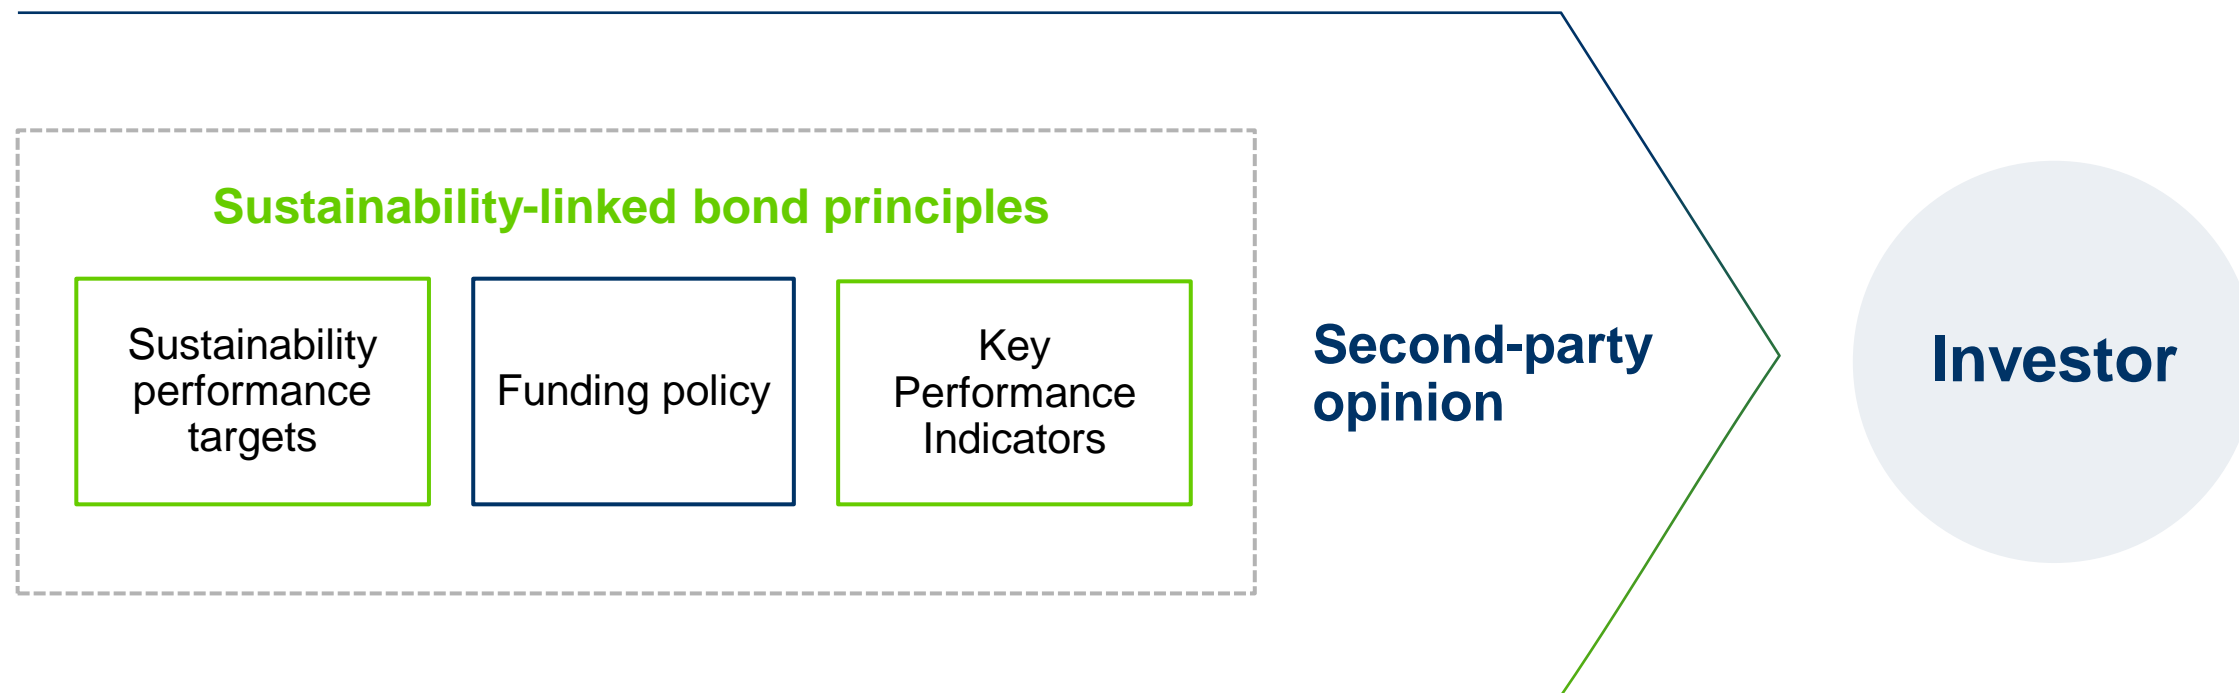 Sustainability-linked bond principles
Sustainability
performance
targets
Funding policy
Key
Performance
Indicators
Second-party
opinion
Investor